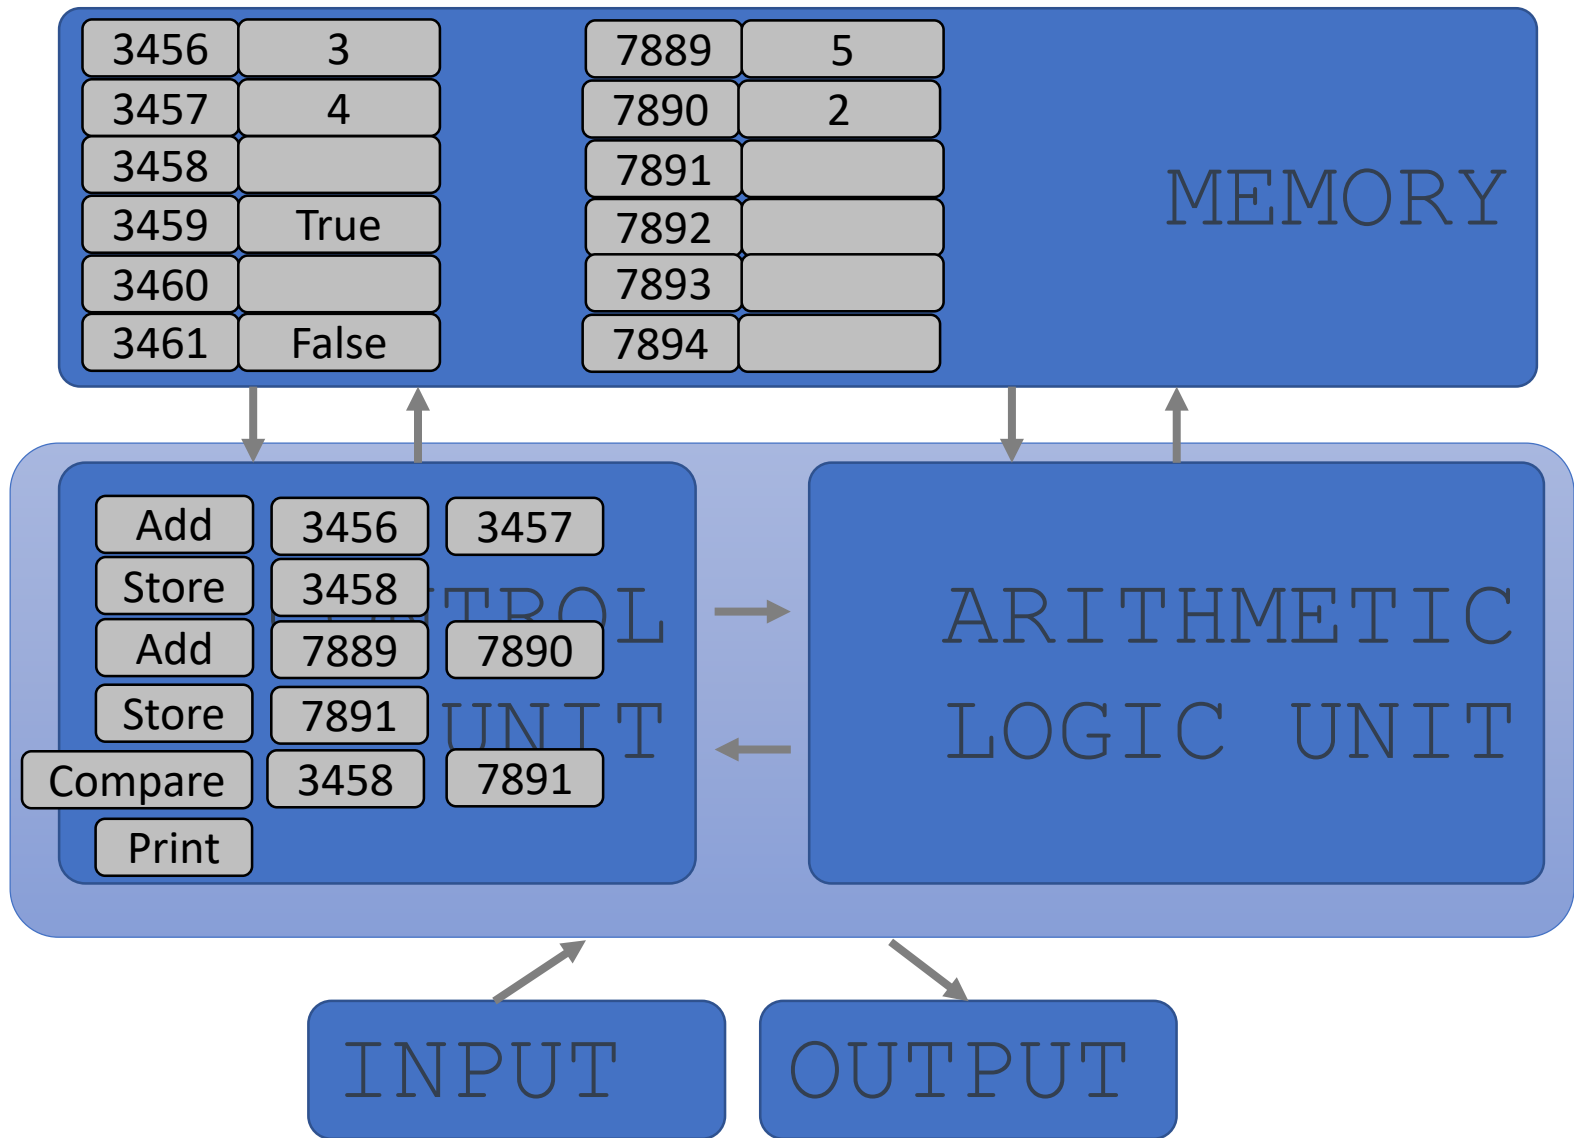 3456 3 7889 5
3457 4 7890 2
3458 7891
3459 True 7892
3460 7893
3461 False 7894
MEMORY
Add 3456 3457
Store 3458
Add 7889 7890
Store 7891
Compare 3458 7891
Print
UNIT
ARITHMETIC
LOGIC UNIT
INPUT
OUTPUT